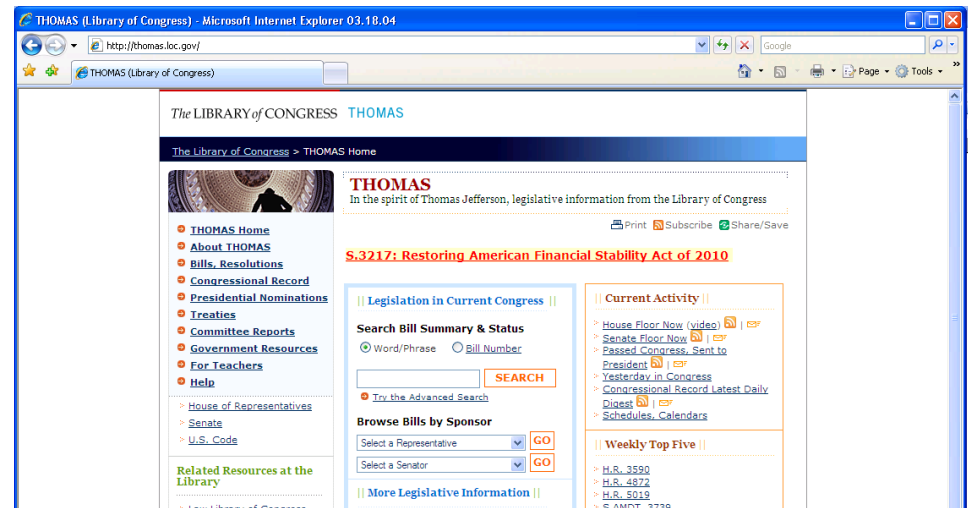 THOMAS (Library of Congress) - Microsoft Internet Explorer 03.18.04
http://thomas.loc.gov/
Google
THOMAS (Library of Congress)
Page
Tools
The LIBRARY of CONGRESS THOMAS
The Library of Congress > THOMAS Home
THOMAS
In the spirit of Thomas Jefferson, legislative information from the Library of Congress
Print Subscribe Share/Save
THOMAS Home
About THOMAS
Bills, Resolutions
Congressional Record
Presidential Nominations
Treaties
Committee Reports
Government Resources
For Teachers
Help
> House of Representatives
> Senate
> U.S. Code
Related Resources at the
Library
> Law Library of Congress
S.3217: Restoring American Financial Stability Act of 2010
|| Legislation in Current Congress ||
Search Bill Summary & Status
Word/Phrase Bill Number
SEARCH
Try the Advanced Search
Browse Bills by Sponsor
Select a Representative GO
Select a Senator GO
|| More Legislative Information ||
|| Current Activity ||
> House Floor Now (video) |
> Senate Floor Now |
> Passed Congress, Sent to
President |
> Yesterday in Congress
> Congressional Record Latest Daily
Digest |
> Schedules, Calendars
|| Weekly Top Five ||
> H.R. 3590
> H.R. 4872
> H.R. 5019
> S.AMDT. 3739